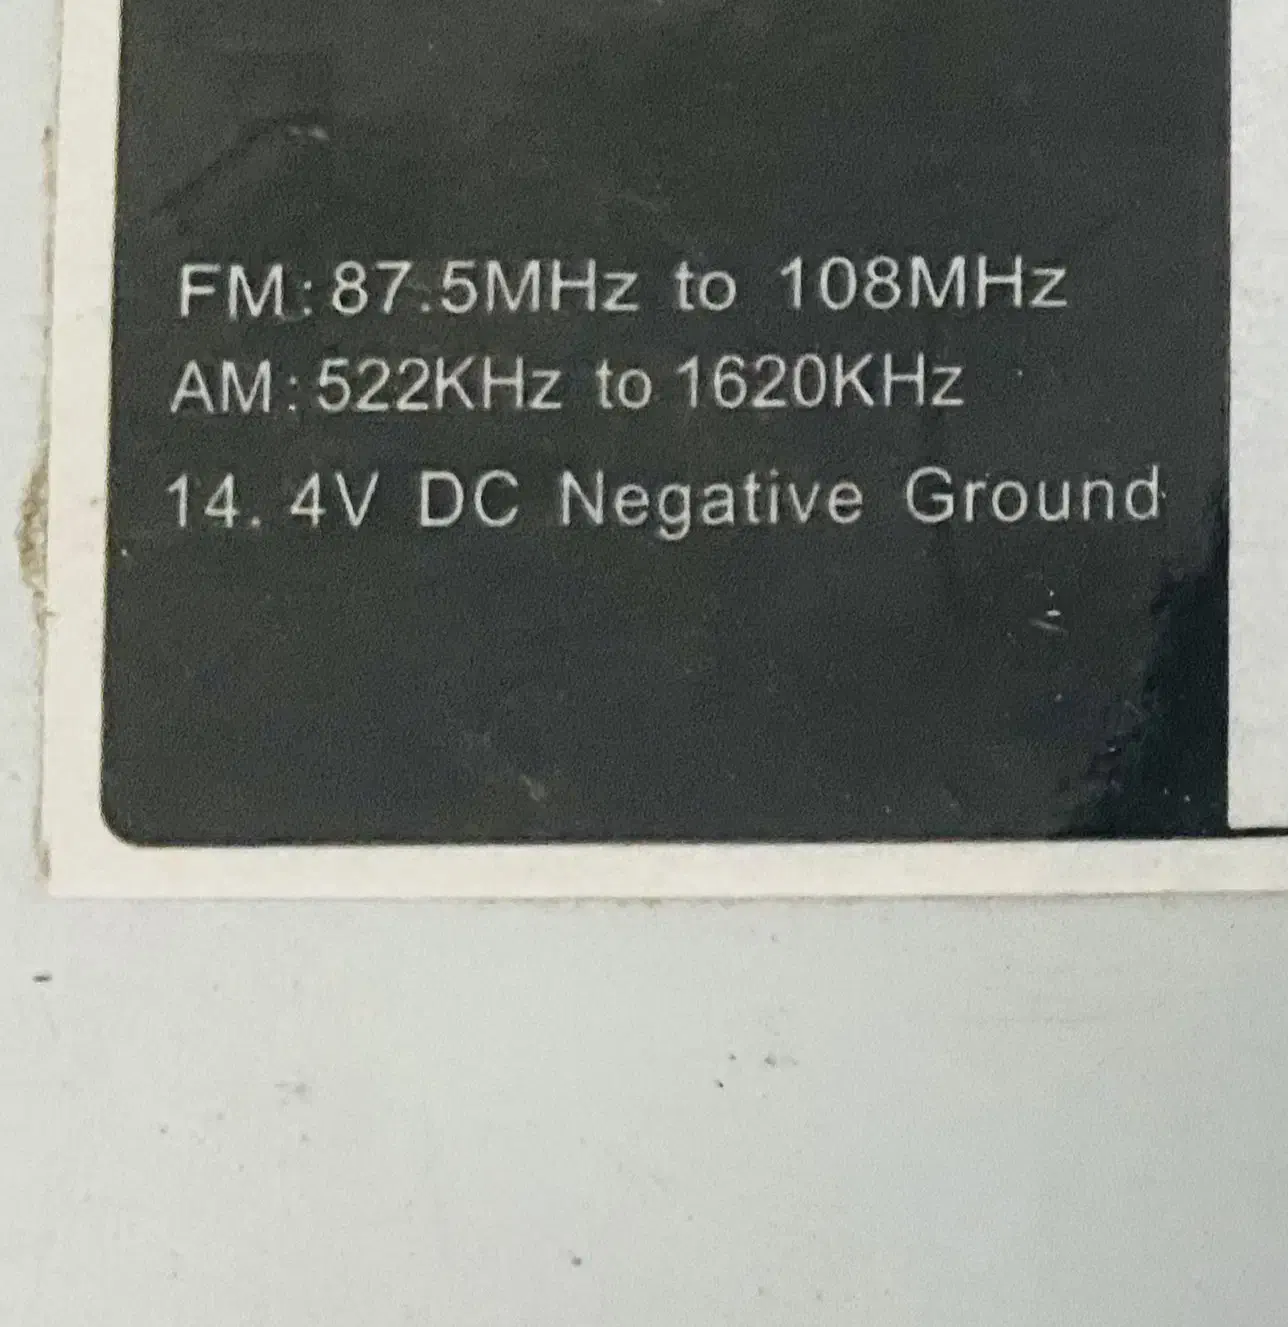 FM: 87.5MHz to 108MHz
AM: 522KHz to 1620KHz
14. 4V DC Negative Ground